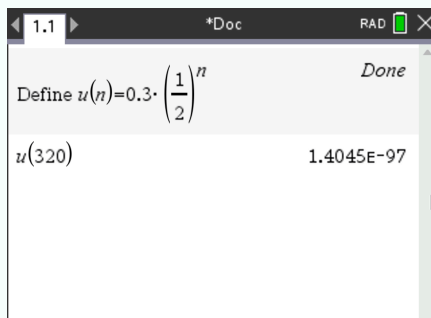 1.1 *Doc RAD
Define u(n)=0.3·(1/2)^n Done
u(320) 1.4045E-97